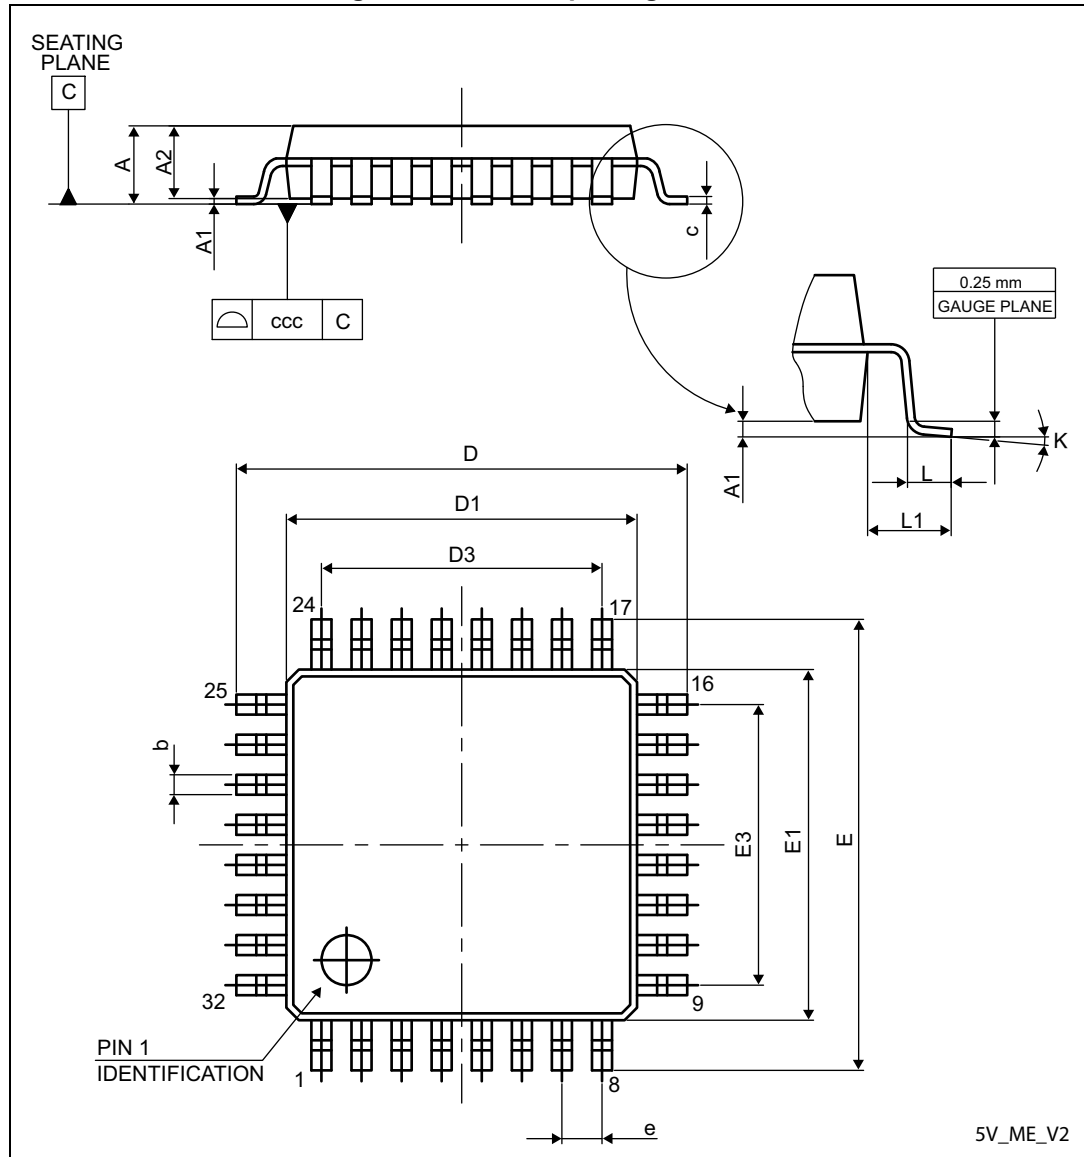 SEATING
PLANE
C
A
A2
A1
c
ccc
C
0.25 mm
GAUGE PLANE
K
A1
L
L1
D
D1
D3
24
17
25
16
b
E3
E1
E
32
9
PIN 1
IDENTIFICATION
1
8
e
5V_ME_V2